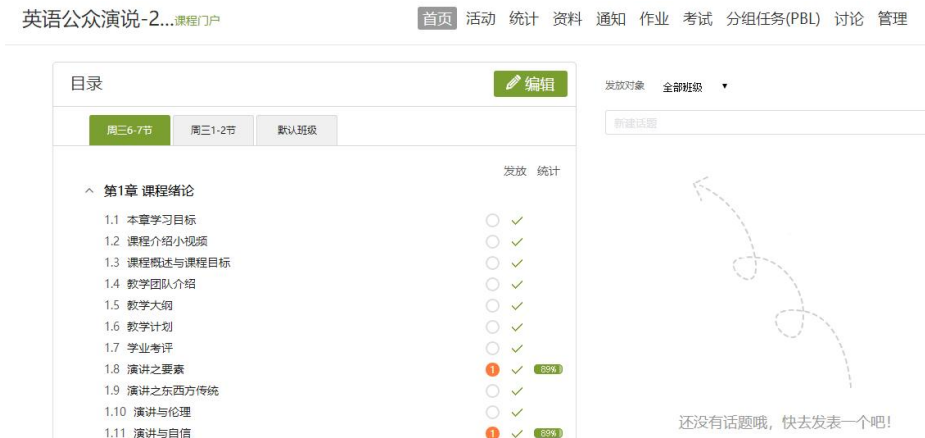 英语公众演说-2...课程门户
首页 活动 统计 资料 通知 作业 考试 分组任务(PBL) 讨论 管理
目录
编辑
周三6-7节 周三1-2节 默认班级
发放 统计
第1章 课程绪论
1.1 本章学习目标
1.2 课程介绍小视频
1.3 课程概述与课程目标
1.4 教学团队介绍
1.5 教学大纲
1.6 教学计划
1.7 学业考评
1.8 演讲之要素 1 89%
1.9 演讲之东西方传统
1.10 演讲与伦理
1.11 演讲与自信 1 89%
发放对象 全部班级
新建话题
还没有话题哦，快去发表一个吧！